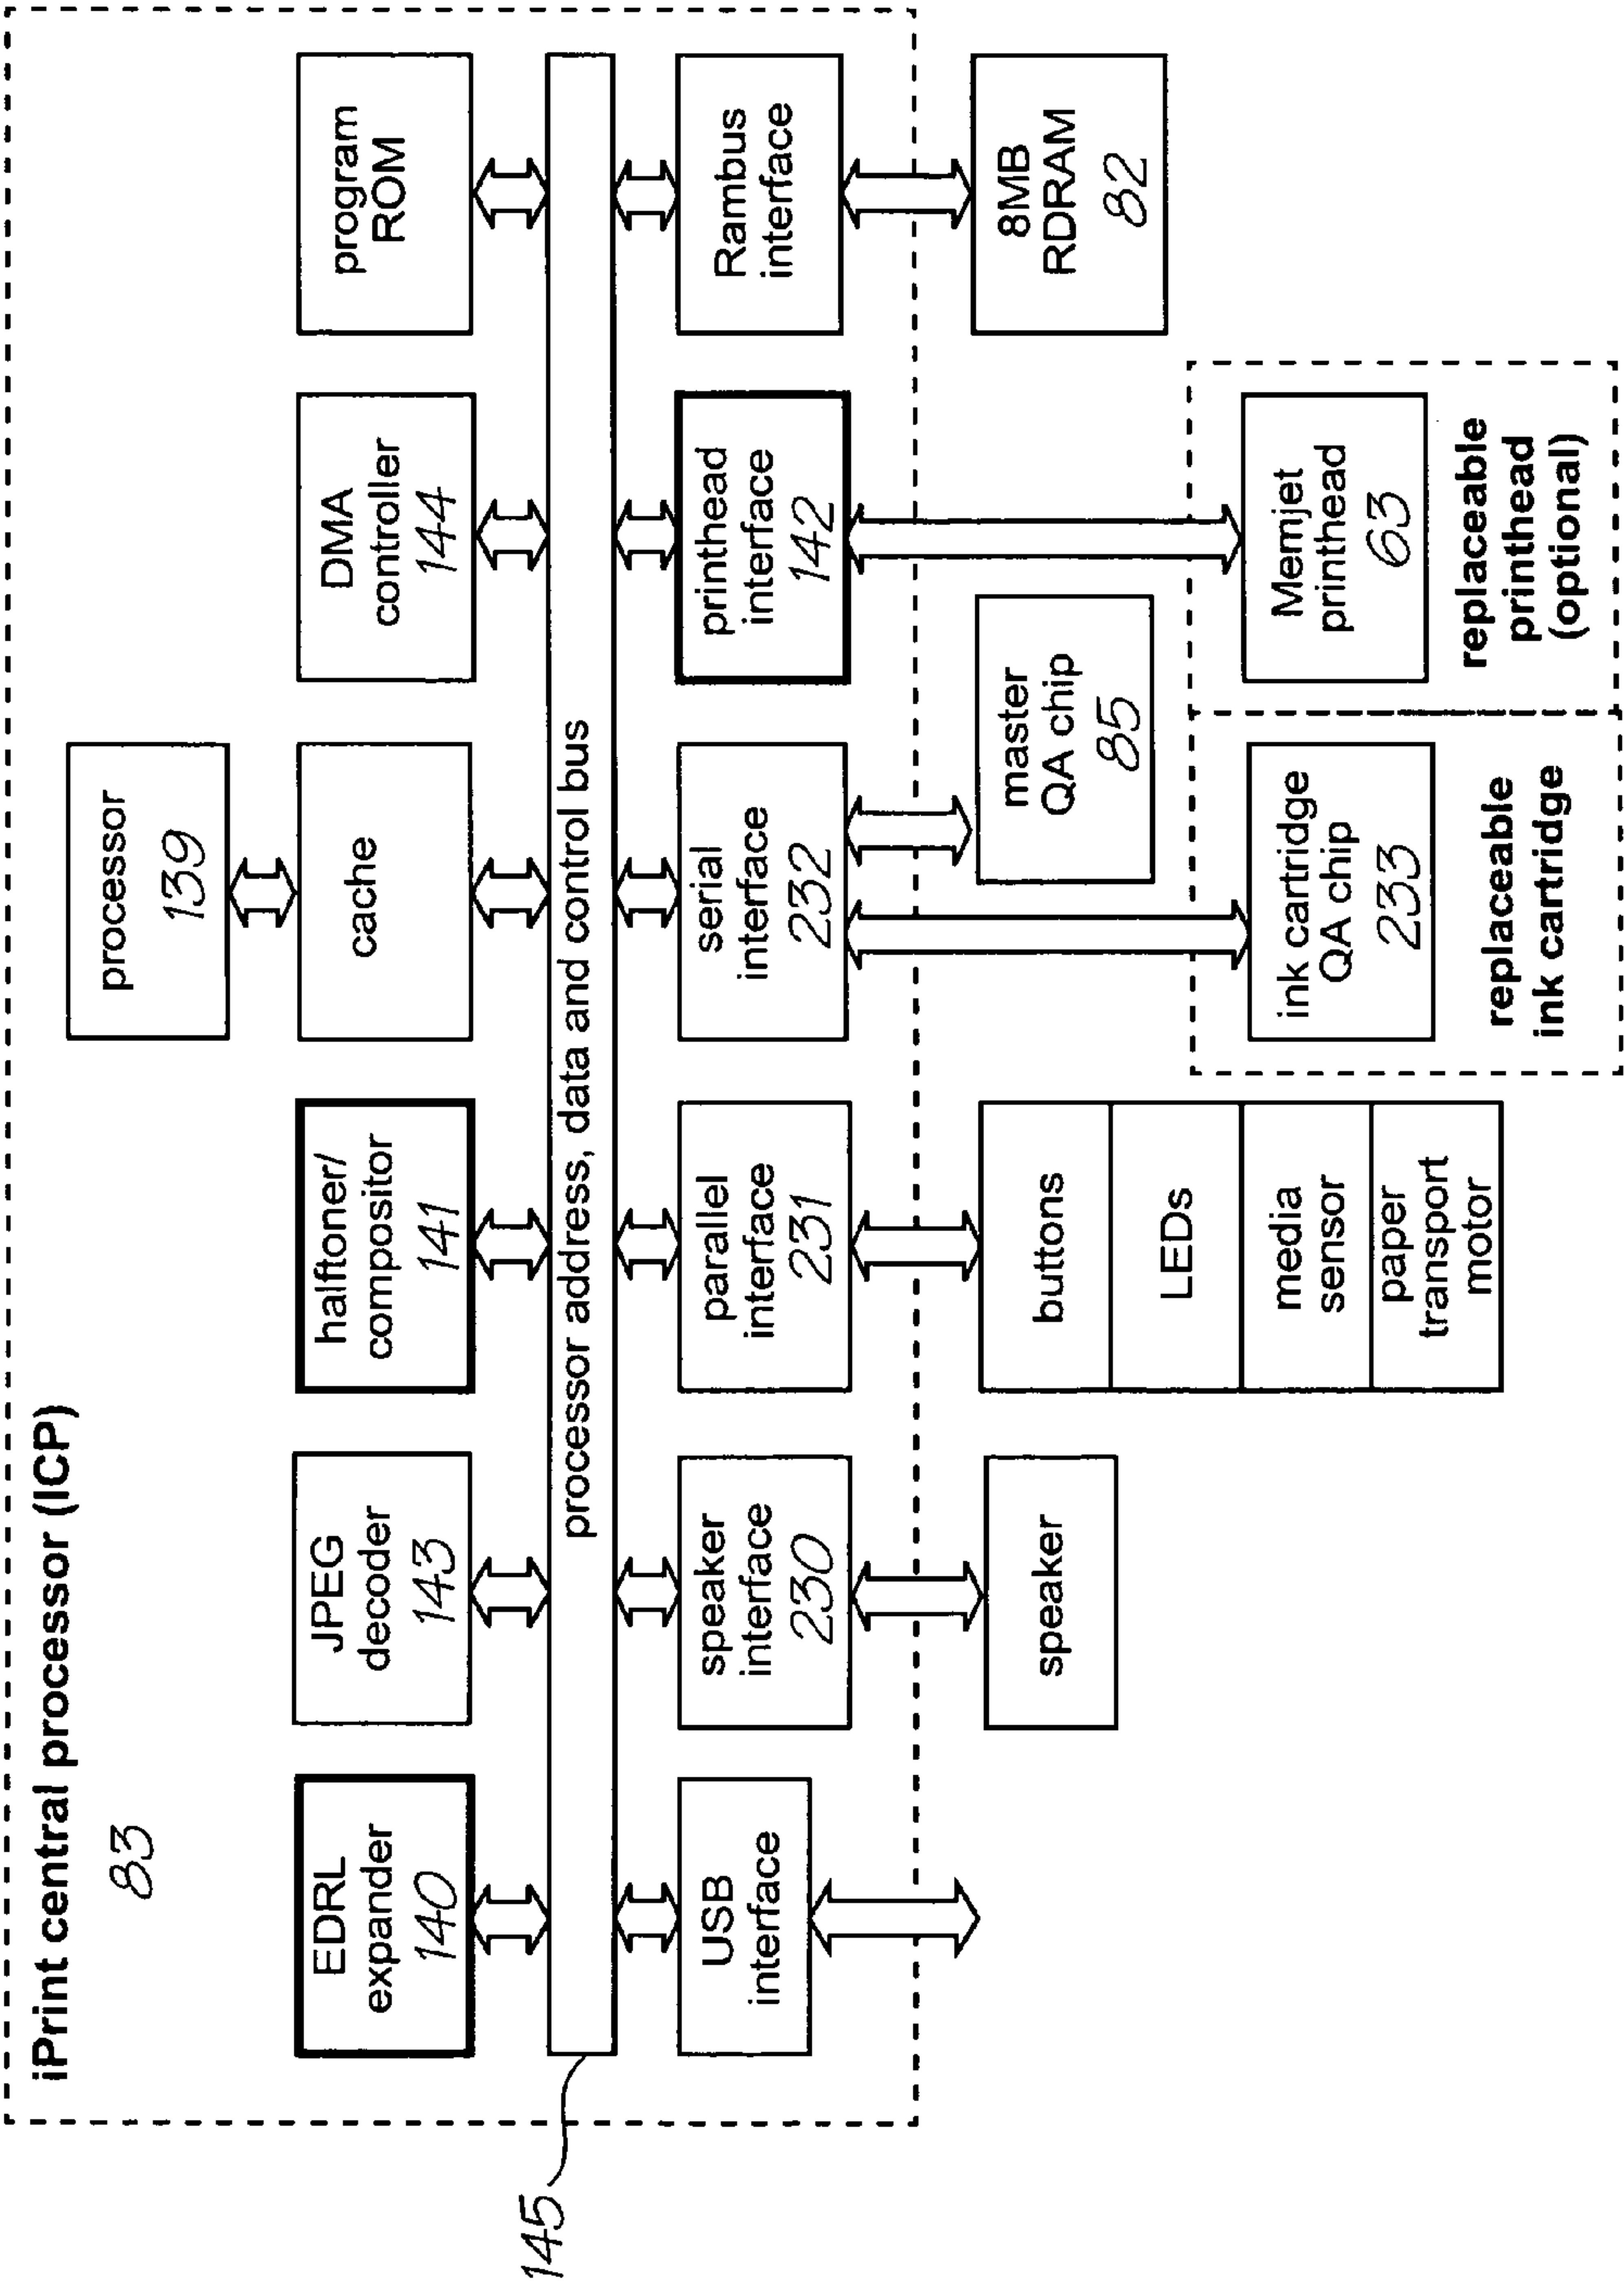 iPrint central processor (ICP)
83
processor
139
EDRL
expander
140
JPEG
decoder
143
halftoner/
compositor
141
cache
DMA
controller
144
program
ROM
145
processor address, data and control bus
USB
interface
speaker
interface
230
parallel
interface
231
serial
interface
232
printhead
interface
142
Rambus
interface
speaker
buttons
LEDs
media
sensor
paper
transport
motor
master
QA chip
85
8MB
RDRAM
82
ink cartridge
QA chip
233
replaceable
ink cartridge
Memjet
printhead
63
replaceable
printhead
(optional)